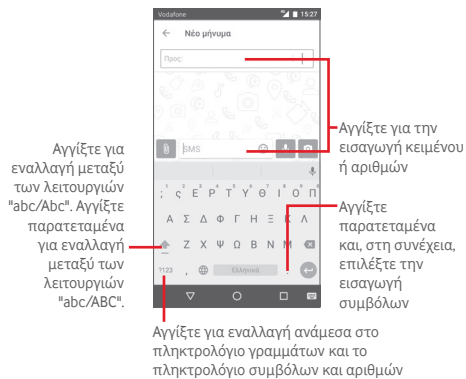 Vodafone 15:27
Νέο μήνυμα
Προς:
Αγγίξτε για την
εισαγωγή κειμένου
ή αριθμών
SMS
Αγγίξτε για
εναλλαγή μεταξύ
των λειτουργιών
"abc/Abc". Αγγίξτε
παρατεταμένα
για εναλλαγή
μεταξύ των
λειτουργιών
"abc/ABC".
; ς Ε Ρ Τ Υ Θ Ι Ο Π
Α Σ Δ Φ Γ Η Ξ Κ Λ
Ζ Χ Ψ Ω Β Ν Μ
?123 , Ελληνικά .
Αγγίξτε
παρατεταμένα
και, στη συνέχεια,
επιλέξτε την
εισαγωγή
συμβόλων
Αγγίξτε για εναλλαγή ανάμεσα στο
πληκτρολόγιο γραμμάτων και το
πληκτρολόγιο συμβόλων και αριθμών